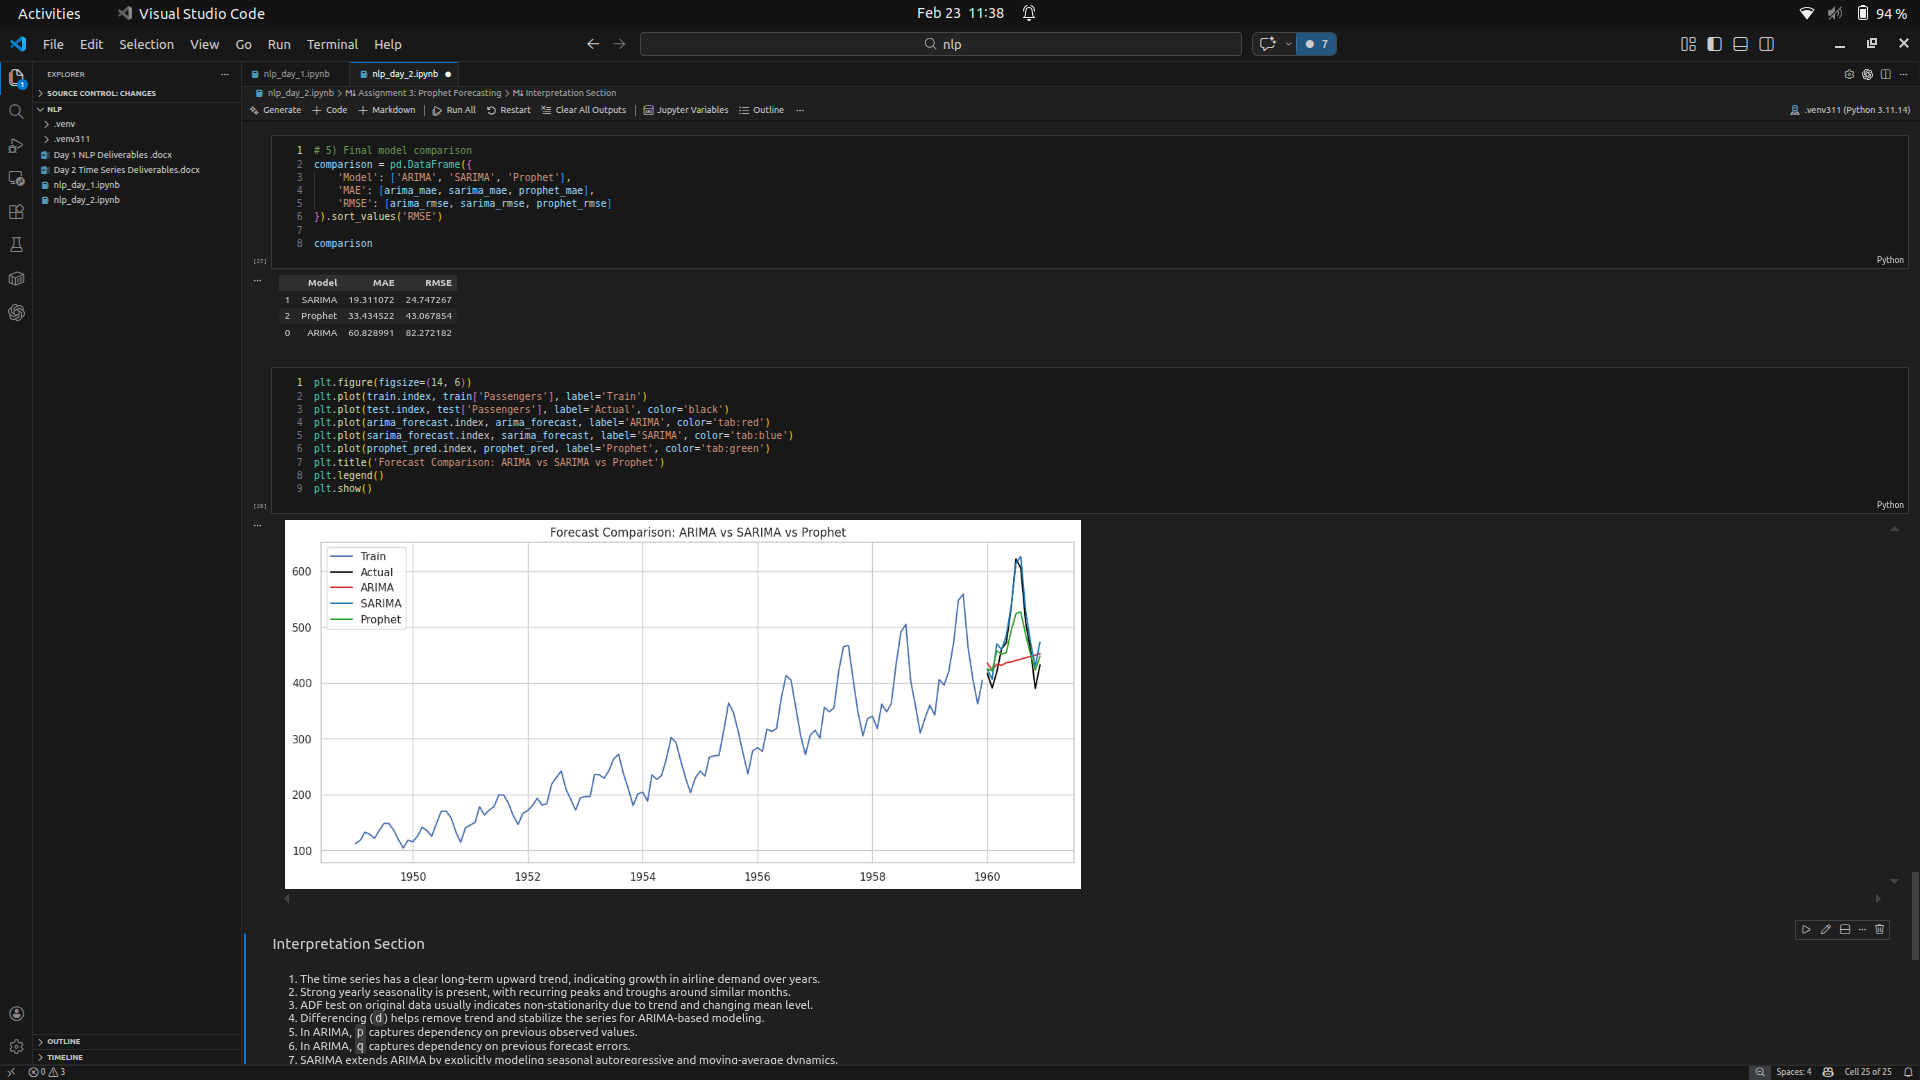 Activities
Visual Studio Code
Feb 23 11:38
94 %
File Edit Selection View Go Run Terminal Help
nlp
7
EXPLORER
SOURCE CONTROL: CHANGES
NLP
.venv
.venv311
Day 1 NLP Deliverables .docx
Day 2 Time Series Deliverables.docx
nlp_day_1.ipynb
nlp_day_2.ipynb
OUTLINE
TIMELINE
nlp_day_1.ipynb
nlp_day_2.ipynb
nlp_day_2.ipynb > M↓ Assignment 3: Prophet Forecasting > M↓ Interpretation Section
Generate + Code + Markdown | Run All Restart Clear All Outputs | Jupyter Variables Outline ...
.venv311 (Python 3.11.14)
1 # 5) Final model comparison
2 comparison = pd.DataFrame({
3 'Model': ['ARIMA', 'SARIMA', 'Prophet'],
4 'MAE': [arima_mae, sarima_mae, prophet_mae],
5 'RMSE': [arima_rmse, sarima_rmse, prophet_rmse]
6 }).sort_values('RMSE')
7
8 comparison
[27]
Python
Model MAE RMSE
1 SARIMA 19.311072 24.747267
2 Prophet 33.434522 43.067854
0 ARIMA 60.828991 82.272182
1 plt.figure(figsize=(14, 6))
2 plt.plot(train.index, train['Passengers'], label='Train')
3 plt.plot(test.index, test['Passengers'], label='Actual', color='black')
4 plt.plot(arima_forecast.index, arima_forecast, label='ARIMA', color='tab:red')
5 plt.plot(sarima_forecast.index, sarima_forecast, label='SARIMA', color='tab:blue')
6 plt.plot(prophet_pred.index, prophet_pred, label='Prophet', color='tab:green')
7 plt.title('Forecast Comparison: ARIMA vs SARIMA vs Prophet')
8 plt.legend()
9 plt.show()
[28]
Python
Forecast Comparison: ARIMA vs SARIMA vs Prophet
Train
Actual
ARIMA
SARIMA
Prophet
600
500
400
300
200
100
1950 1952 1954 1956 1958 1960
Interpretation Section
1. The time series has a clear long-term upward trend, indicating growth in airline demand over years.
2. Strong yearly seasonality is present, with recurring peaks and troughs around similar months.
3. ADF test on original data usually indicates non-stationarity due to trend and changing mean level.
4. Differencing (d) helps remove trend and stabilize the series for ARIMA-based modeling.
5. In ARIMA, p captures dependency on previous observed values.
6. In ARIMA, q captures dependency on previous forecast errors.
7. SARIMA extends ARIMA by explicitly modeling seasonal autoregressive and moving-average dynamics.
0 3
Spaces: 4
Cell 25 of 25